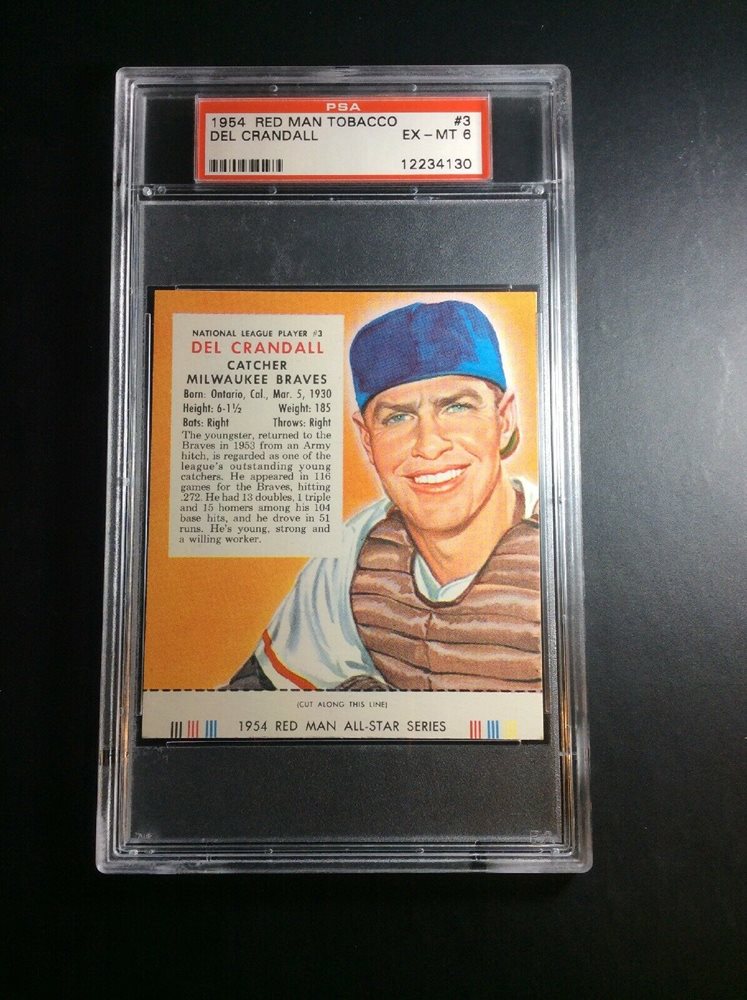 PSA
1954 RED MAN TOBACCO #3
DEL CRANDALL EX-MT 6
12234130
NATIONAL LEAGUE PLAYER #3
DEL CRANDALL
CATCHER
MILWAUKEE BRAVES
Born: Ontario, Cal., Mar. 5, 1930
Height: 6-1½ Weight: 185
Bats: Right Throws: Right
The youngster, returned to the
Braves in 1953 from an Army
hitch, is regarded as one of the
league's outstanding young
catchers. He appeared in 116
games for the Braves, hitting
.272. He had 13 doubles, 1 triple
and 15 homers among his 104
base hits, and he drove in 51
runs. He's young, strong and
a willing worker.
(CUT ALONG THIS LINE)
1954 RED MAN ALL-STAR SERIES